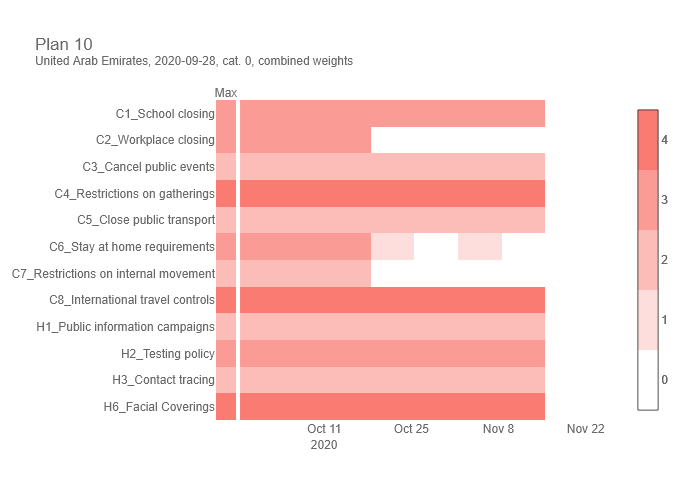 Plan 10
United Arab Emirates, 2020-09-28, cat. 0, combined weights
Max
C1_School closing
C2_Workplace closing
C3_Cancel public events
C4_Restrictions on gatherings
C5_Close public transport
C6_Stay at home requirements
C7_Restrictions on internal movement
C8_International travel controls
H1_Public information campaigns
H2_Testing policy
H3_Contact tracing
H6_Facial Coverings
Oct 11 Oct 25 Nov 8 Nov 22
2020
4
3
2
1
0